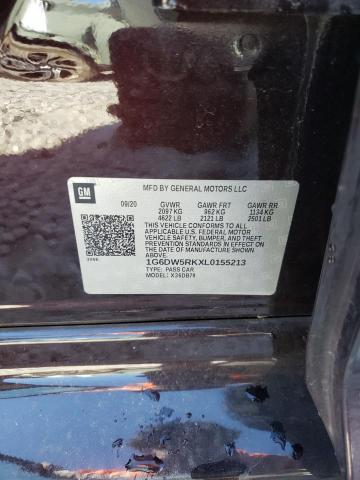 GM
MFD BY GENERAL MOTORS LLC
09/20 GVWR GAWR FRT GAWR RR
2097 KG 962 KG 1134 KG
4622 LB 2121 LB 2501 LB
THIS VEHICLE CONFORMS TO ALL
APPLICABLE U.S. FEDERAL MOTOR
VEHICLE SAFETY, BUMPER, AND THEFT
PREVENTION STANDARDS IN EFFECT ON
THE DATE OF MANUFACTURE SHOWN ABOVE.
1G6DW5RKXL0155213
TYPE: PASS CAR
MODEL: X26DB79